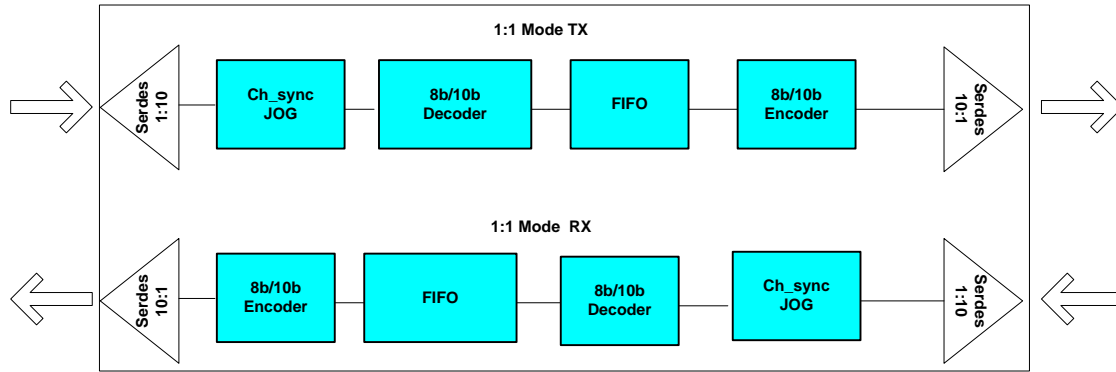 1:1 Mode TX
Serdes
1:10
Ch_sync
JOG
8b/10b
Decoder
FIFO
8b/10b
Encoder
Serdes
10:1
1:1 Mode  RX
Serdes
10:1
8b/10b
Encoder
FIFO
8b/10b
Decoder
Ch_sync
JOG
Serdes
1:10